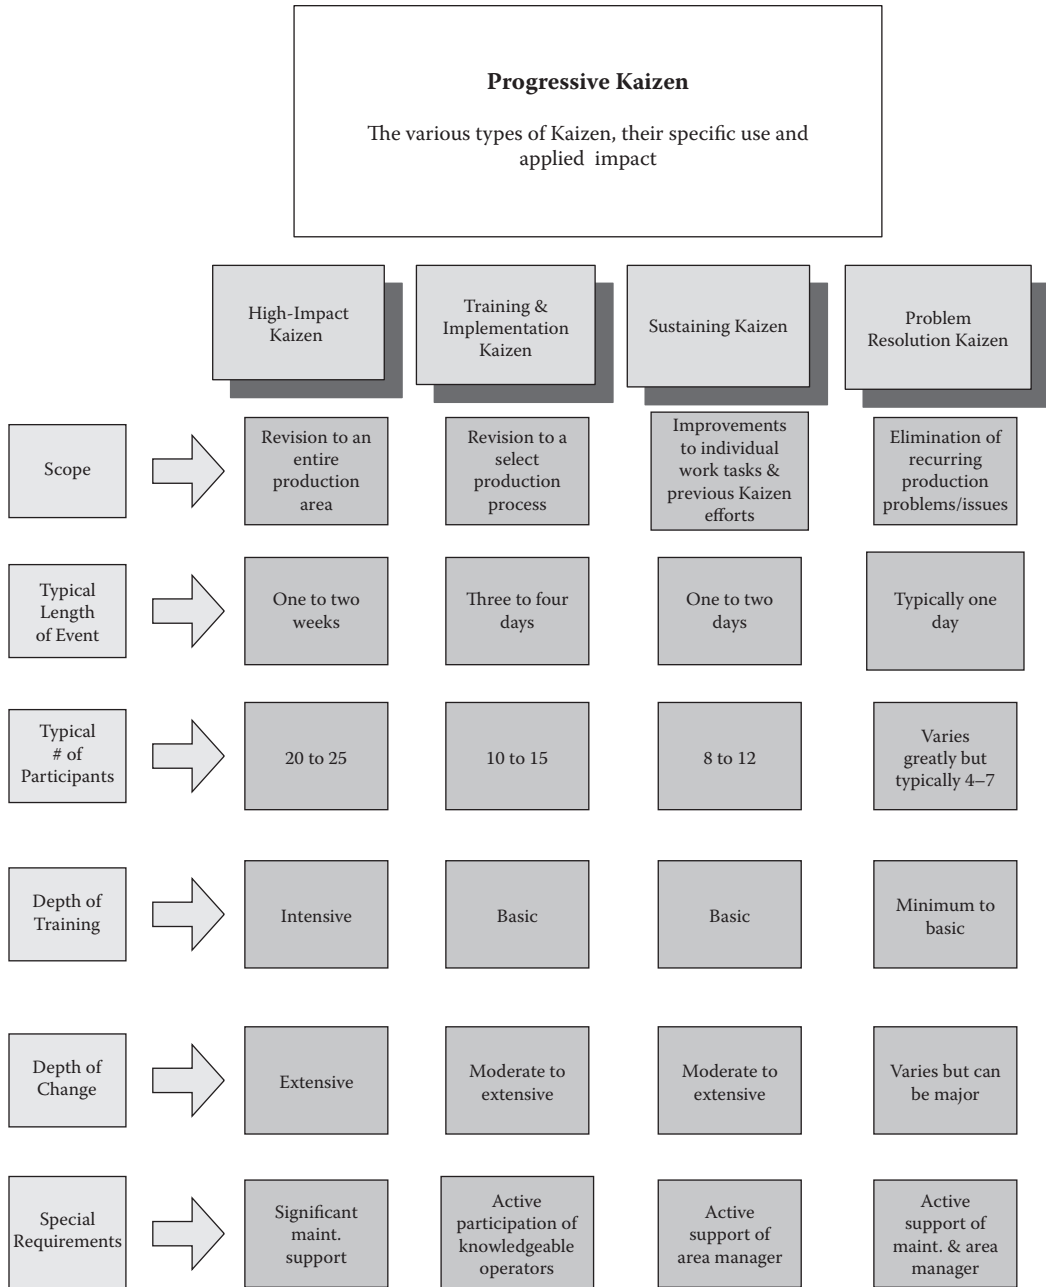 Progressive Kaizen
The various types of Kaizen, their specific use and
applied impact
High-Impact
Kaizen
Training &
Implementation
Kaizen
Sustaining Kaizen
Problem
Resolution Kaizen
Scope
Revision to an
entire
production
area
Revision to a
select
production
process
Improvements
to individual
work tasks &
previous Kaizen
efforts
Elimination of
recurring
production
problems/issues
Typical
Length
of Event
One to two
weeks
Three to four
days
One to two
days
Typically one
day
Typical
# of
Participants
20 to 25
10 to 15
8 to 12
Varies
greatly but
typically 4–7
Depth of
Training
Intensive
Basic
Basic
Minimum to
basic
Depth of
Change
Extensive
Moderate to
extensive
Moderate to
extensive
Varies but can
be major
Special
Requirements
Significant
maint.
support
Active
participation of
knowledgeable
operators
Active
support of
area manager
Active
support of
maint. & area
manager